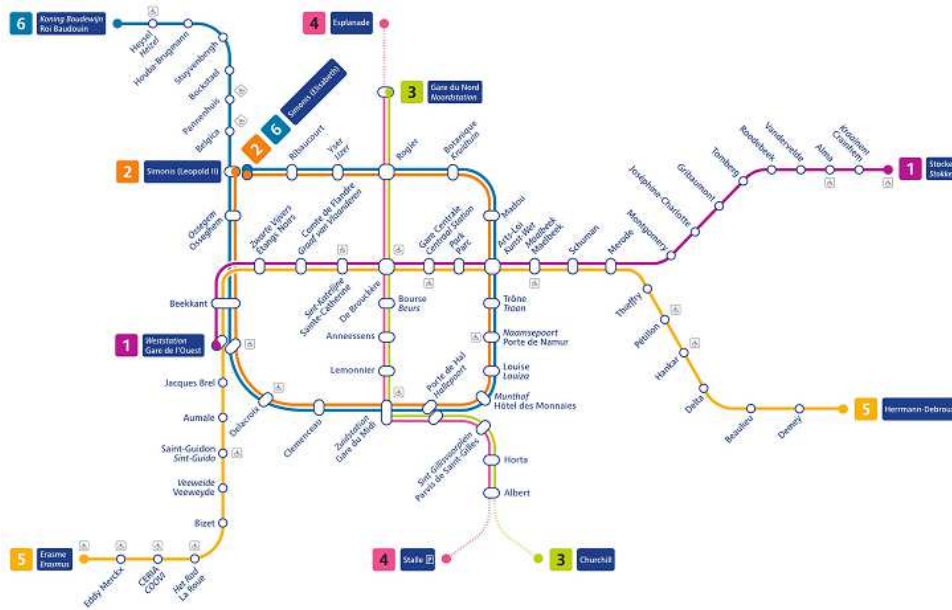 6
Koning Boudewijn
Roi Baudouin
Heysel
Heizel
Houba-Brugmann
Stuyvenbergh
Bockstael
Pannenhuis
Belgica
4
Esplanade
3
Gare du Nord
Noordstation
2
6
Simonis (Elisabeth)
Ribaucourt
Yser
IJzer
Rogier
Botanique
Kruidtuin
2
Simonis (Leopold II)
Ossegem
Osseghem
Zwarte Vijvers
Etangs Noirs
Comte de Flandre
Graaf van Vlaanderen
Sint-Katelijne
Sainte-Catherine
De Brouckère
Gare Centrale
Centraal Station
Park
Parc
Madou
Arts-Loi
Kunst-Wet
Maalbeek
Maelbeek
Schuman
Merode
Montgomery
Joséphine-Charlotte
Gribaumont
Tomberg
Roodebeek
Vandervelde
Alma
Kraainem
Crainhem
1
Stocke
Stokke
Beekkant
1
Weststation
Gare de l'Ouest
Bourse
Beurs
Anneessens
Lemonnier
Trône
Troon
Naamsepoort
Porte de Namur
Louise
Louiza
Munthof
Hôtel des Monnaies
Porte de Hal
Hallepoort
Zuidstation
Gare du Midi
Clemenceau
Delacroix
Jacques Brel
Aumale
Saint-Guidon
Sint-Guido
Veeweide
Veeweyde
Bizet
5
Erasme
Erasmus
Eddy Merckx
CERIA
COOVI
Het Rad
La Roue
Sint-Gillisvoorplein
Parvis de Saint-Gilles
Horta
Albert
4
Stalle P
3
Churchill
Thieffry
Pétillon
Hankar
Delta
Beaulieu
Demey
5
Herrmann-Debroux